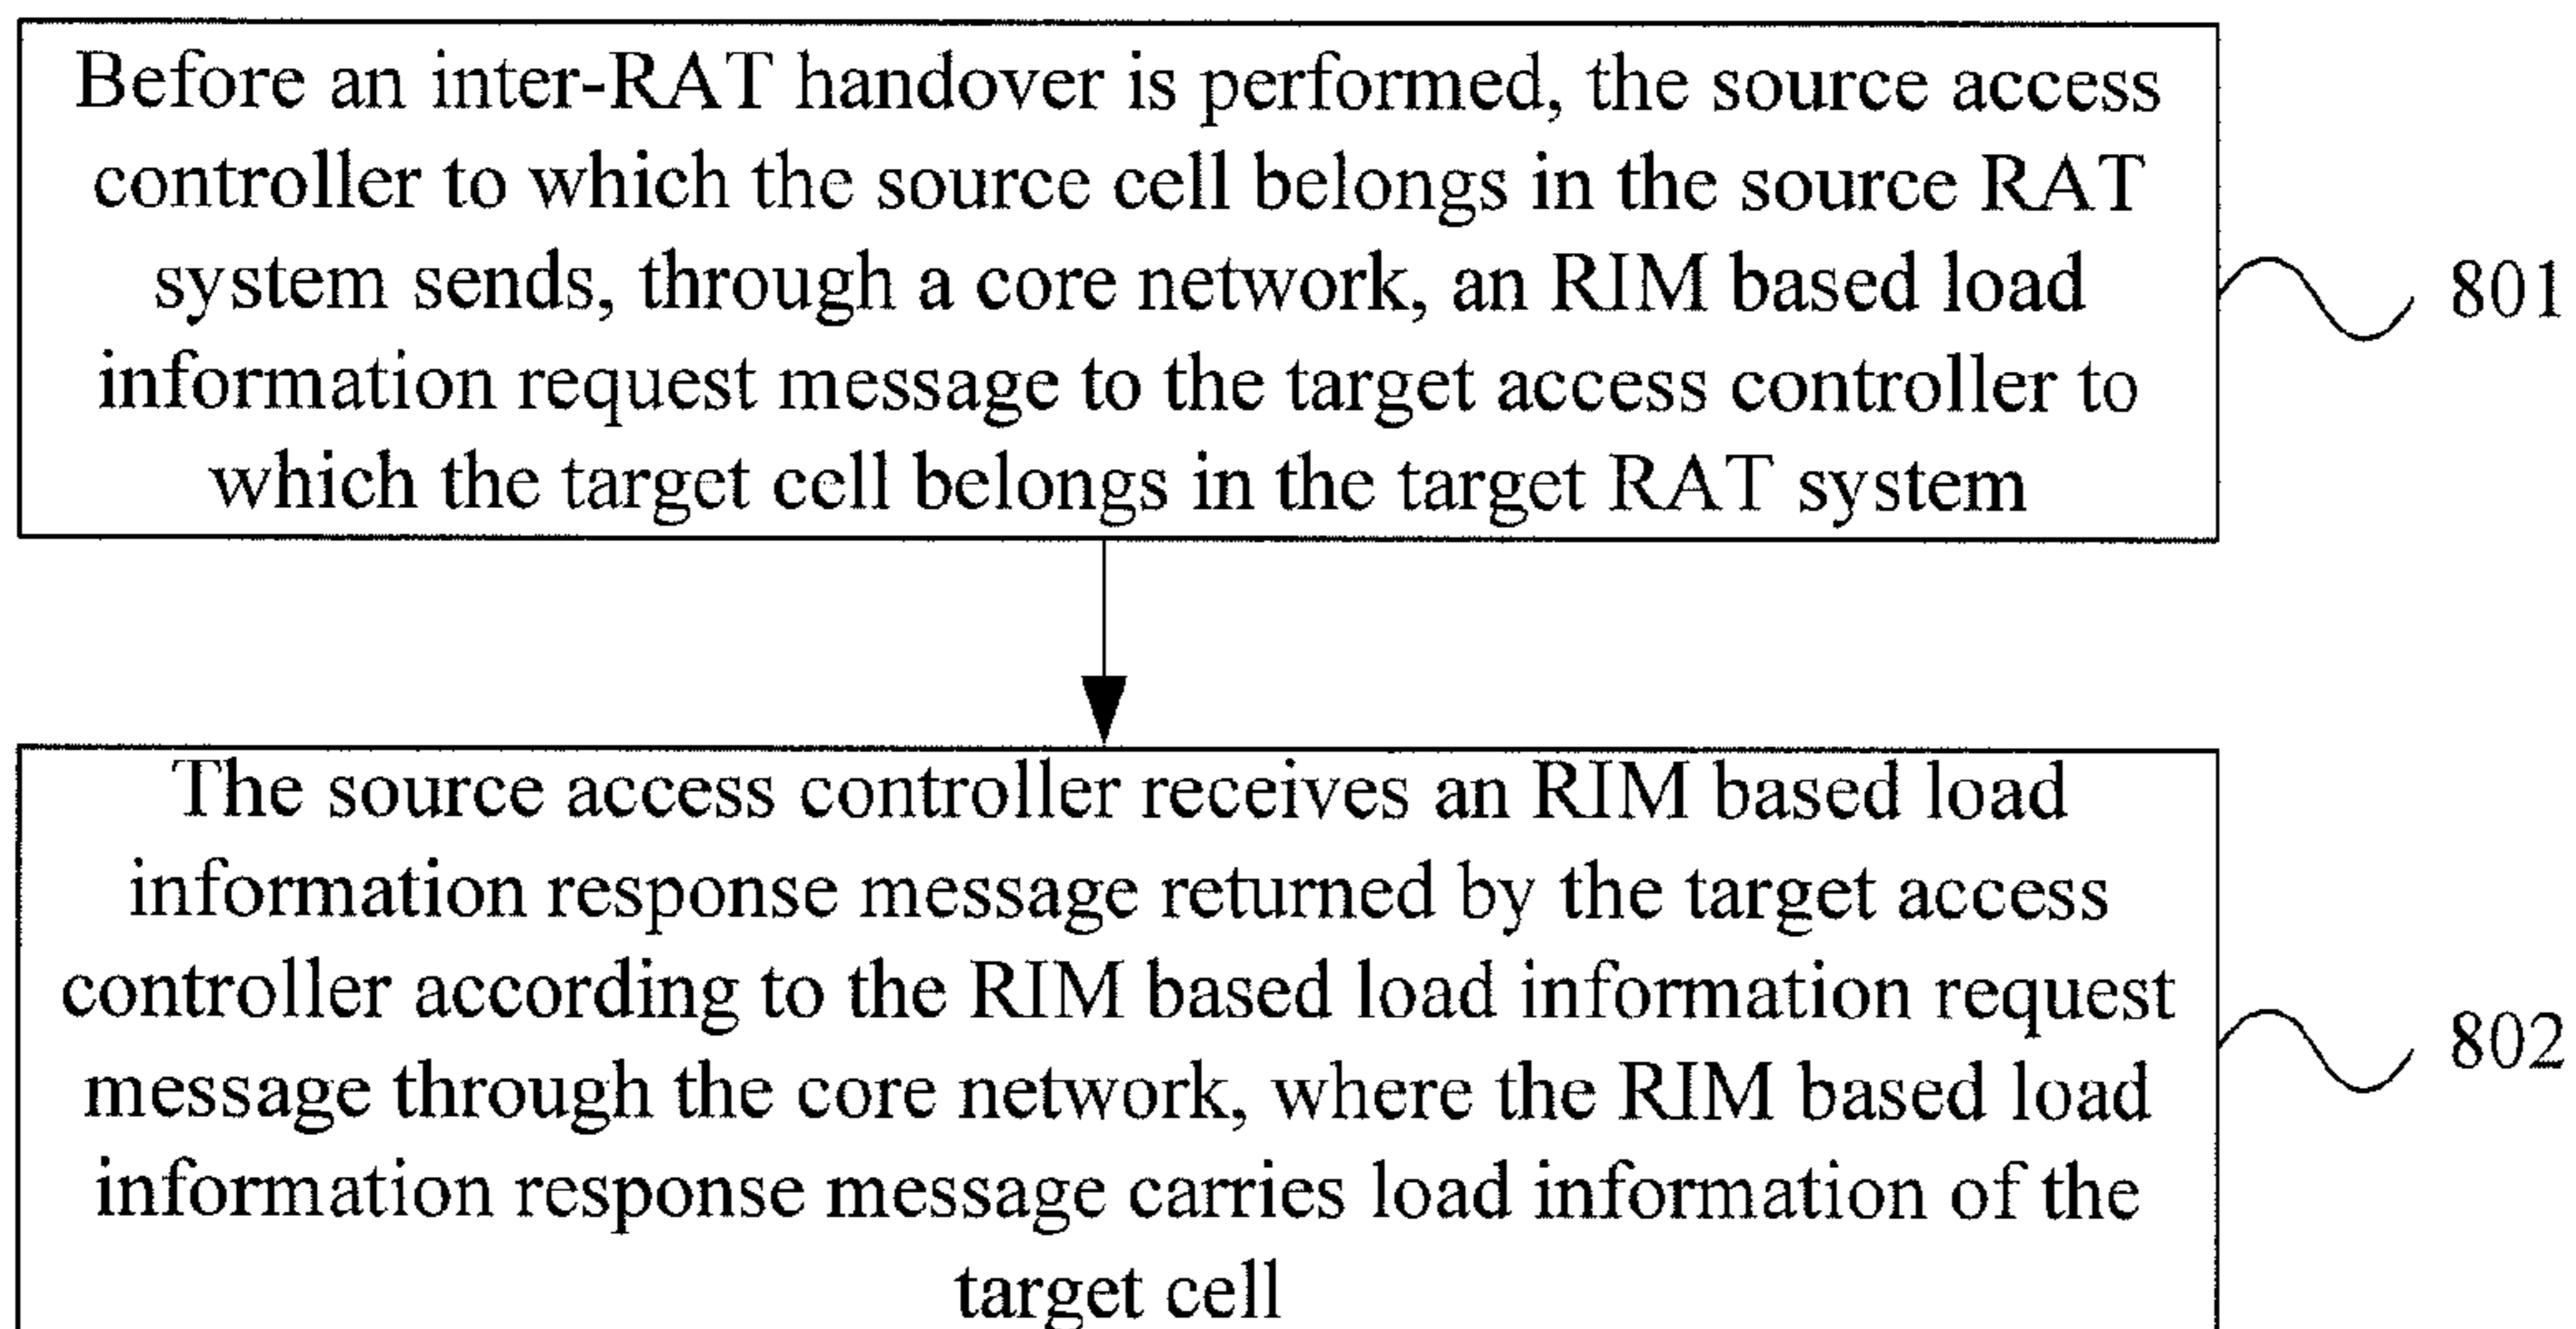 Before an inter-RAT handover is performed, the source access
controller to which the source cell belongs in the source RAT
system sends, through a core network, an RIM based load
information request message to the target access controller to
which the target cell belongs in the target RAT system
801
The source access controller receives an RIM based load
information response message returned by the target access
controller according to the RIM based load information request
message through the core network, where the RIM based load
information response message carries load information of the
target cell
802